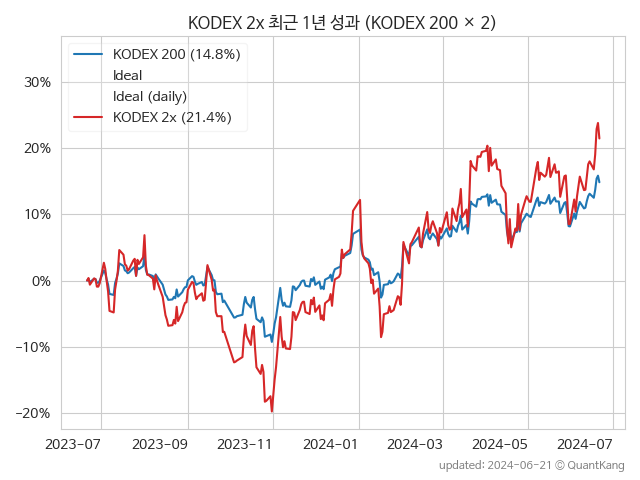 KODEX 2x 최근 1년 성과 (KODEX 200 × 2)
KODEX 200 (14.8%)
Ideal
Ideal (daily)
KODEX 2x (21.4%)
30%
20%
10%
0%
−10%
−20%
2023-07
2023-09
2023-11
2024-01
2024-03
2024-05
2024-07
updated: 2024-06-21 © QuantKang